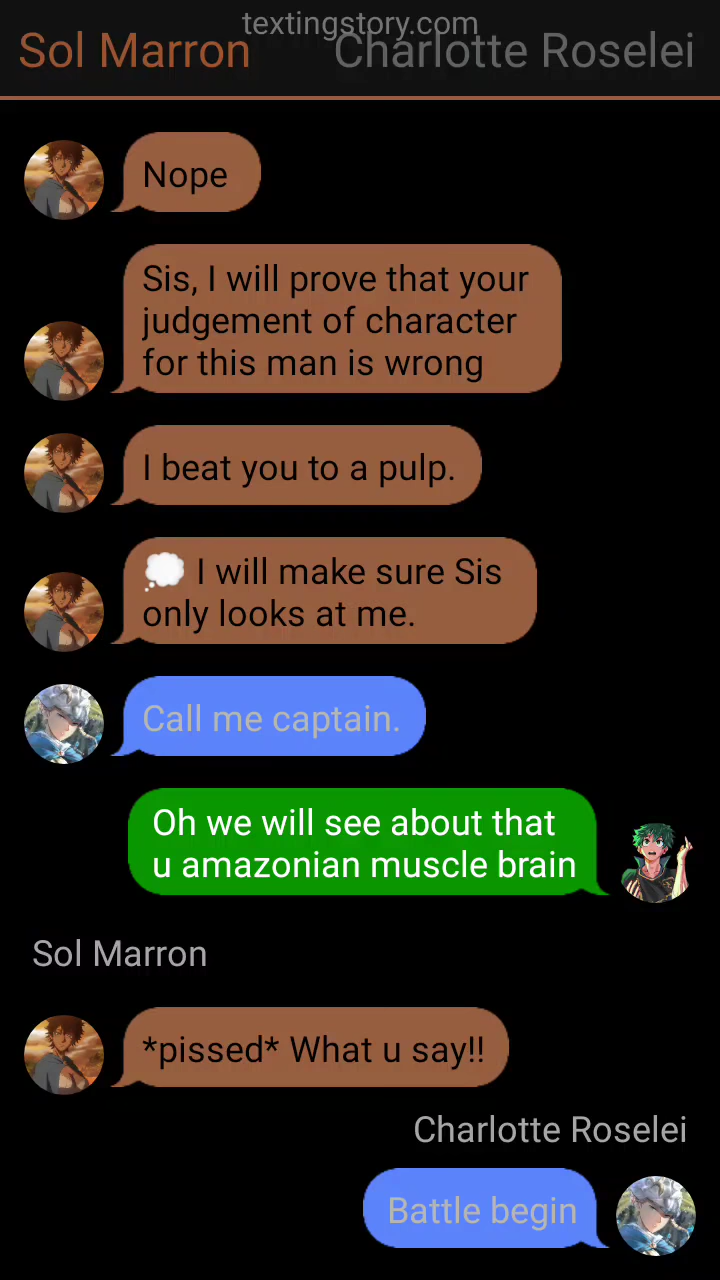 textingstory.com
Sol Marron
Charlotte Roselei
Nope
Sis, I will prove that your
judgement of character
for this man is wrong
I beat you to a pulp.
💭 I will make sure Sis
only looks at me.
Call me captain.
Oh we will see about that
u amazonian muscle brain
Sol Marron
*pissed* What u say!!
Charlotte Roselei
Battle begin